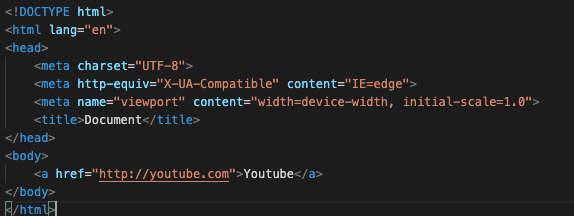 <!DOCTYPE html>
<html lang="en">
<head>
    <meta charset="UTF-8">
    <meta http-equiv="X-UA-Compatible" content="IE=edge">
    <meta name="viewport" content="width=device-width, initial-scale=1.0">
    <title>Document</title>
</head>
<body>
    <a href="http://youtube.com">Youtube</a>
</body>
</html>